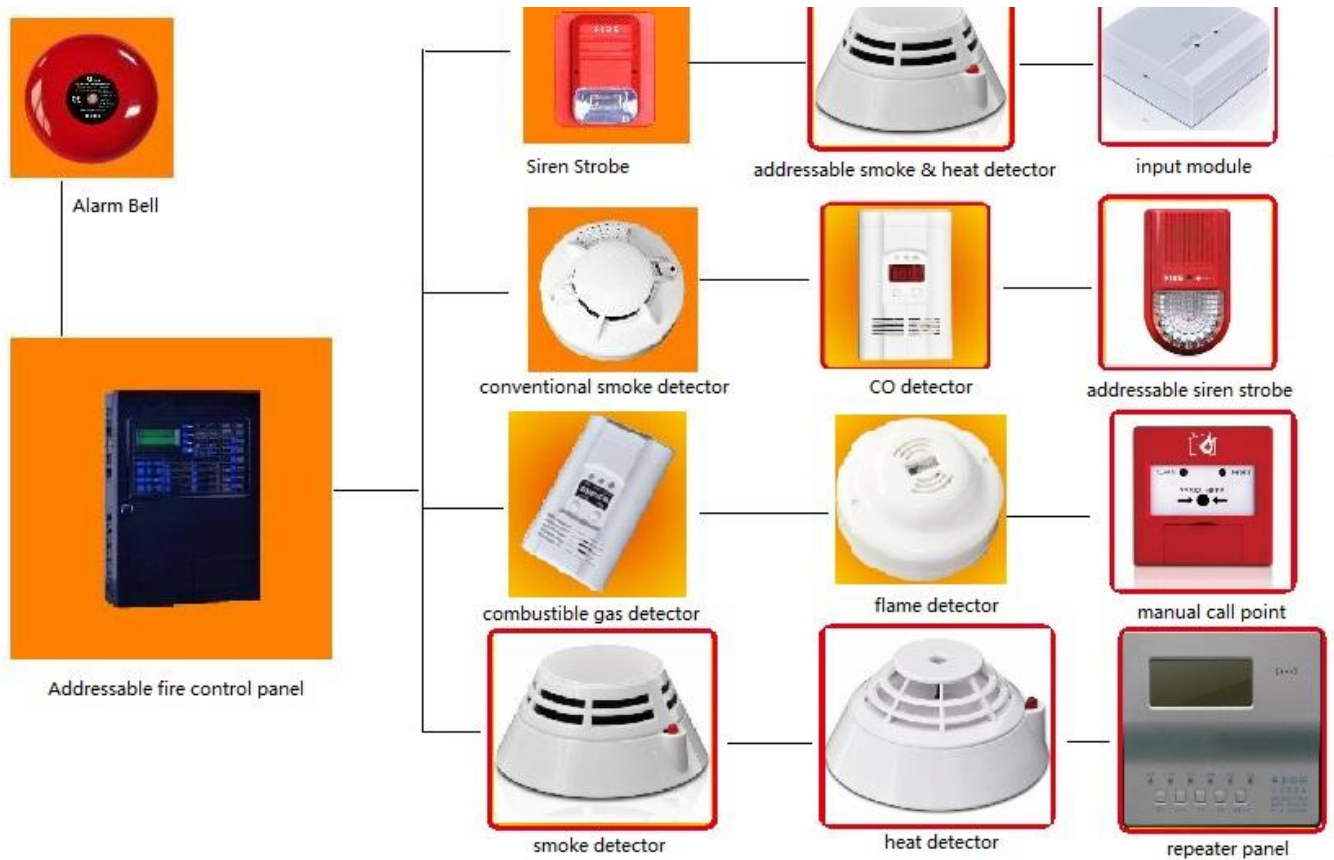 FIRE
Siren Strobe
addressable smoke & heat detector
input module
Alarm Bell
conventional smoke detector
CO detector
FIRE
addressable siren strobe
combustible gas detector
flame detector
manual call point
Addressable fire control panel
smoke detector
heat detector
repeater panel